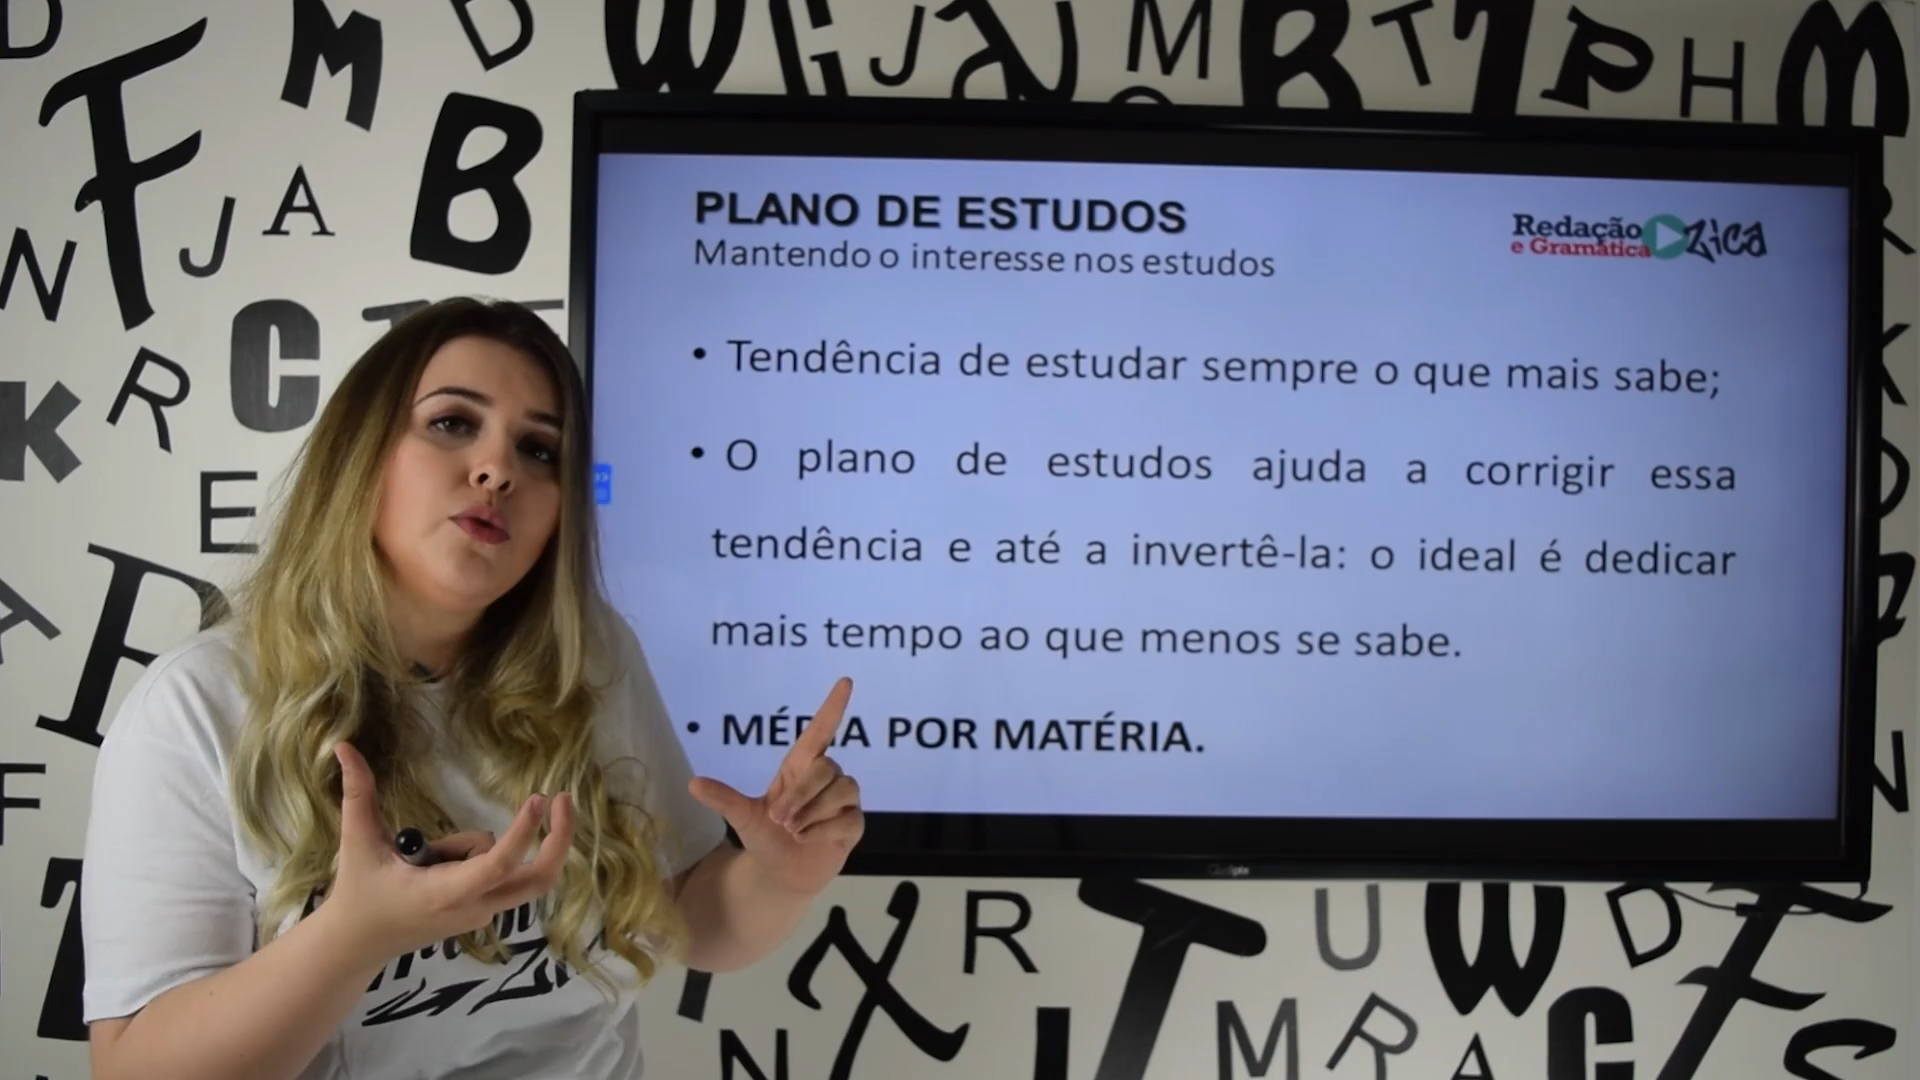 PLANO DE ESTUDOS
Mantendo o interesse nos estudos
Redação
e Gramática
Zica
• Tendência de estudar sempre o que mais sabe;
• O plano de estudos ajuda a corrigir essa
tendência e até a invertê-la: o ideal é dedicar
mais tempo ao que menos se sabe.
• MÉDIA POR MATÉRIA.